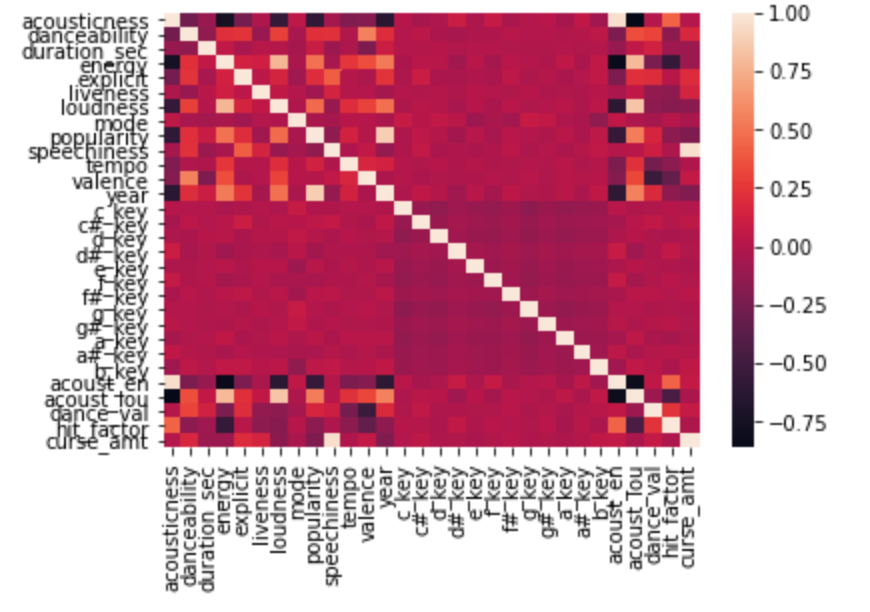 acousticness
danceability
duration_sec
energy
explicit
liveness
loudness
mode
popularity
speechiness
tempo
valence
year
c_key
c#_key
d_key
d#_key
e_key
f_key
f#_key
g_key
g#_key
a_key
a#_key
b_key
acoust_en
acoust_lou
dance_val
hit_factor
curse_amt
acousticness
danceability
duration_sec
energy
explicit
liveness
loudness
mode
popularity
speechiness
tempo
valence
year
c_key
c#_key
d_key
d#_key
e_key
f_key
f#_key
g_key
g#_key
a_key
a#_key
b_key
acoust_en
acoust_lou
dance_val
hit_factor
curse_amt
1.00
0.75
0.50
0.25
0.00
−0.25
−0.50
−0.75